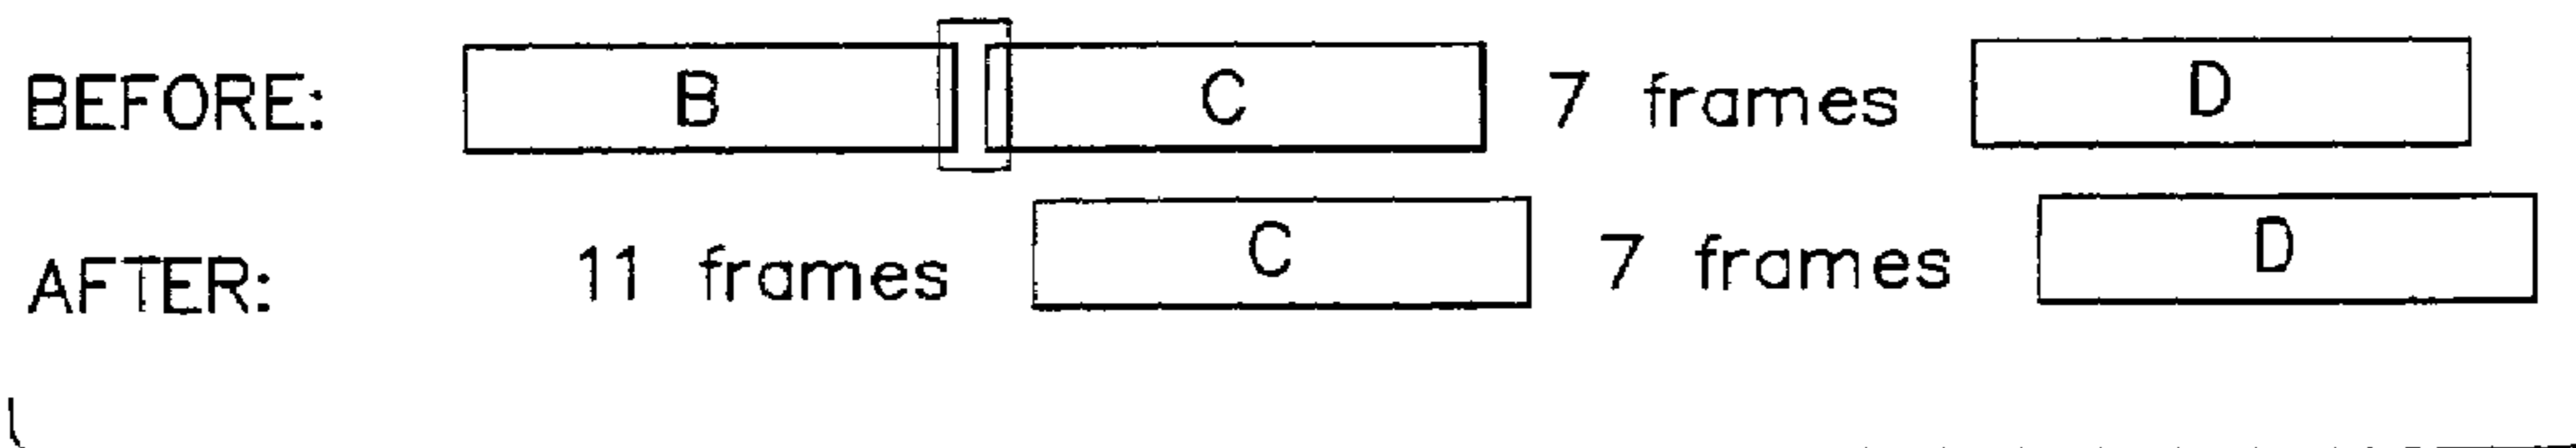 BEFORE: B C 7 frames D
AFTER: 11 frames C 7 frames D